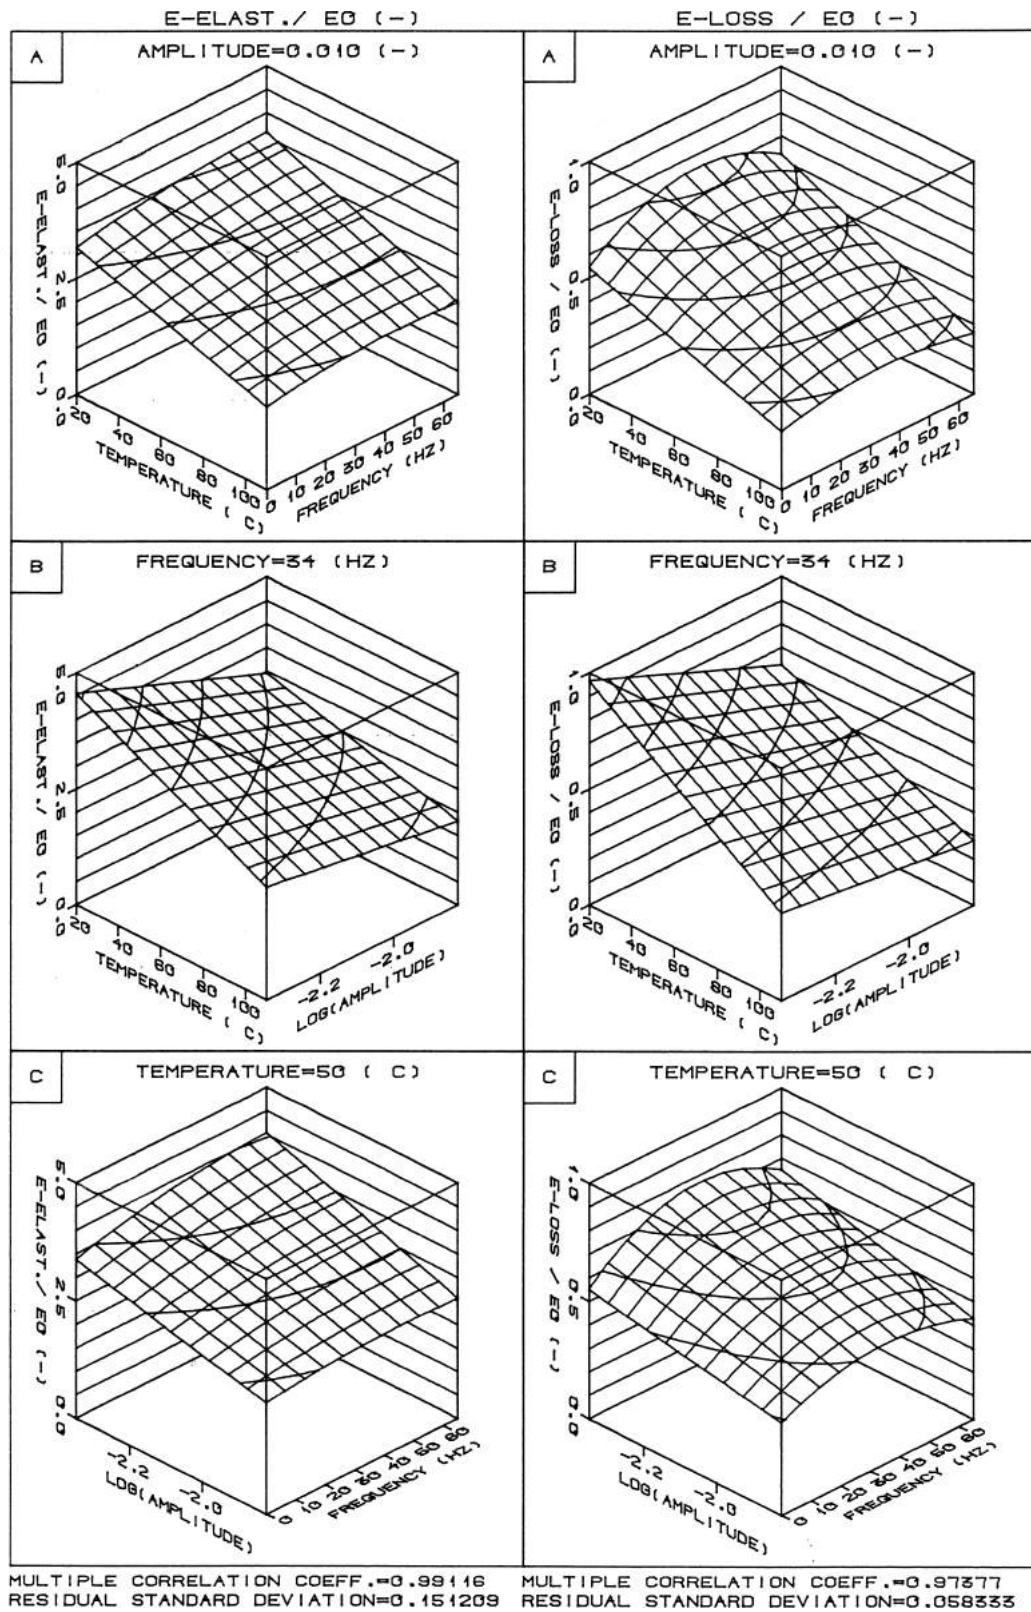 E-ELAST./ E0 (-)
E-LOSS / E0 (-)
A
AMPLITUDE=0.010 (-)
5.0
2.5
0.0
E-ELAST./ E0 (-)
20 40 60 80 100
TEMPERATURE ( C)
0 10 20 30 40 50 60
FREQUENCY (HZ)
A
AMPLITUDE=0.010 (-)
1.0
0.5
0.0
E-LOSS / E0 (-)
20 40 60 80 100
TEMPERATURE ( C)
0 10 20 30 40 50 60
FREQUENCY (HZ)
B
FREQUENCY=34 (HZ)
5.0
2.5
0.0
E-ELAST./ E0 (-)
20 40 60 80 100
TEMPERATURE ( C)
-2.2 -2.0
LOG(AMPLITUDE)
B
FREQUENCY=34 (HZ)
1.0
0.5
0.0
E-LOSS / E0 (-)
20 40 60 80 100
TEMPERATURE ( C)
-2.2 -2.0
LOG(AMPLITUDE)
C
TEMPERATURE=50 ( C)
5.0
2.5
0.0
E-ELAST./ E0 (-)
-2.2 -2.0
LOG(AMPLITUDE)
0 10 20 30 40 50 60
FREQUENCY (HZ)
C
TEMPERATURE=50 ( C)
1.0
0.5
0.0
E-LOSS / E0 (-)
-2.2 -2.0
LOG(AMPLITUDE)
0 10 20 30 40 50 60
FREQUENCY (HZ)
MULTIPLE CORRELATION COEFF.=0.99116
RESIDUAL STANDARD DEVIATION=0.151209
MULTIPLE CORRELATION COEFF.=0.97377
RESIDUAL STANDARD DEVIATION=0.058333